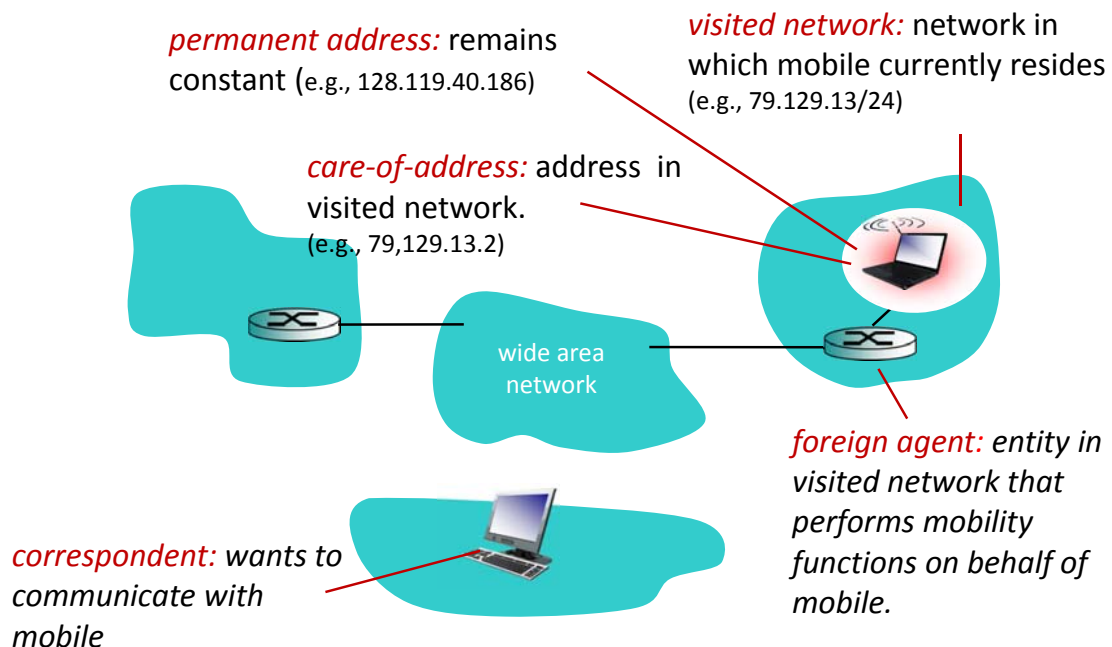 permanent address: remains
constant (e.g., 128.119.40.186)
visited network: network in
which mobile currently resides
(e.g., 79.129.13/24)
care-of-address: address in
visited network.
(e.g., 79,129.13.2)
wide area
network
foreign agent: entity in
visited network that
performs mobility
functions on behalf of
mobile.
correspondent: wants to
communicate with
mobile